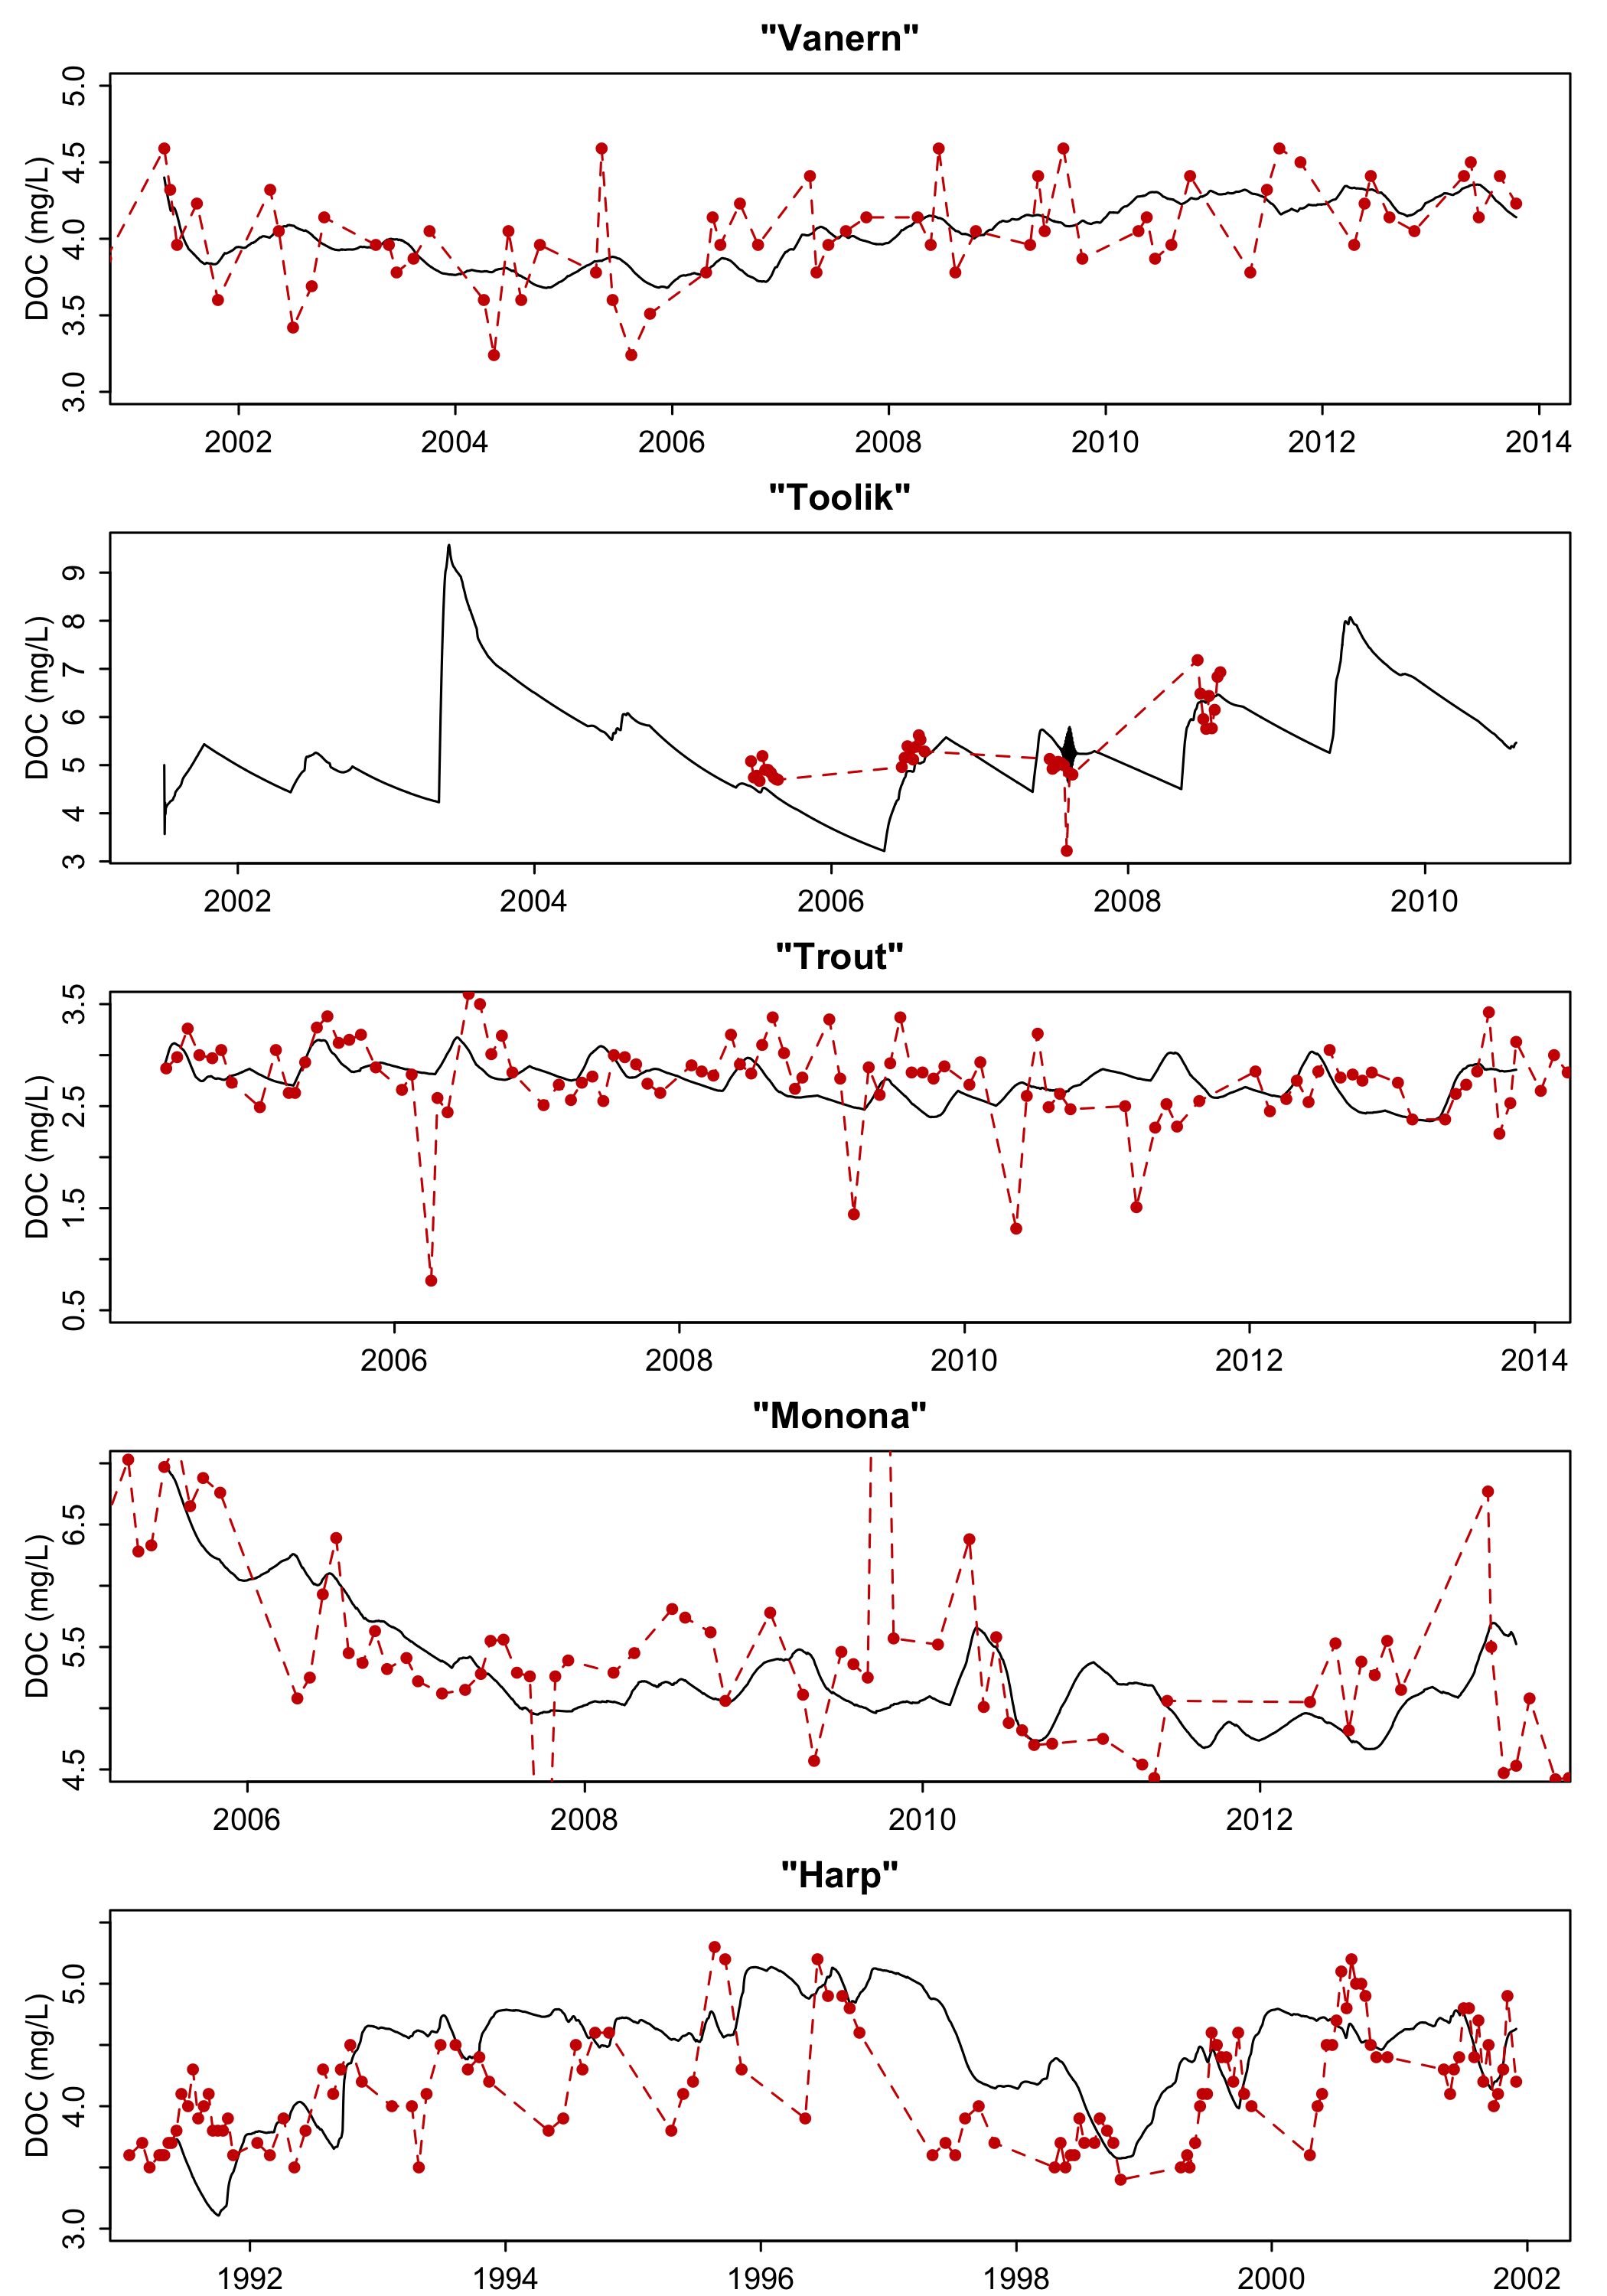 "Vanern"
DOC (mg/L)
5.0
4.5
4.0
3.5
3.0
2002 2004 2006 2008 2010 2012 2014
"Toolik"
DOC (mg/L)
9
8
7
6
5
4
3
2002 2004 2006 2008 2010
"Trout"
DOC (mg/L)
3.5
2.5
1.5
0.5
2006 2008 2010 2012 2014
"Monona"
DOC (mg/L)
6.5
5.5
4.5
2006 2008 2010 2012
"Harp"
DOC (mg/L)
5.0
4.0
3.0
1992 1994 1996 1998 2000 2002